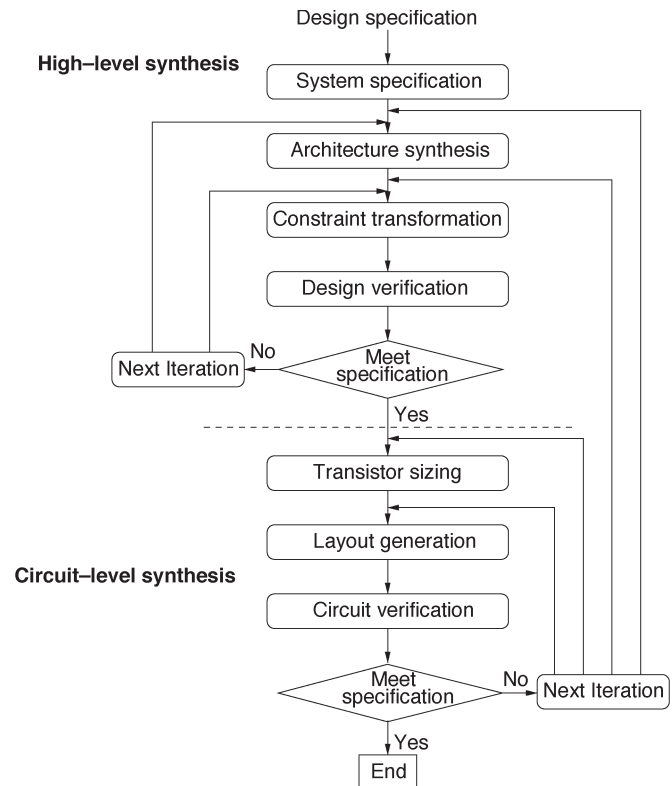 Design specification
High–level synthesis
System specification
Architecture synthesis
Constraint transformation
Design verification
Next Iteration
No
Meet
specification
Yes
Transistor sizing
Layout generation
Circuit–level synthesis
Circuit verification
Meet
specification
No
Next Iteration
Yes
End